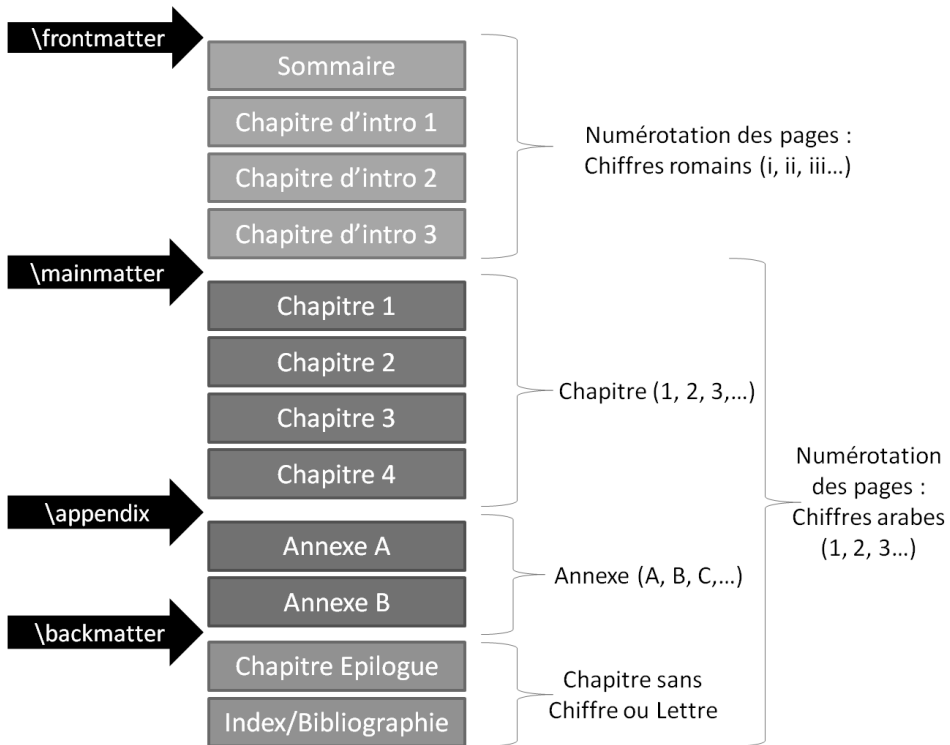 \frontmatter
Sommaire
Chapitre d’intro 1
Chapitre d’intro 2
Chapitre d’intro 3
Numérotation des pages :
Chiffres romains (i, ii, iii…)
\mainmatter
Chapitre 1
Chapitre 2
Chapitre 3
Chapitre 4
Chapitre (1, 2, 3,…)
\appendix
Annexe A
Annexe B
Annexe (A, B, C,…)
\backmatter
Chapitre Epilogue
Index/Bibliographie
Chapitre sans
Chiffre ou Lettre
Numérotation
des pages :
Chiffres arabes
(1, 2, 3…)